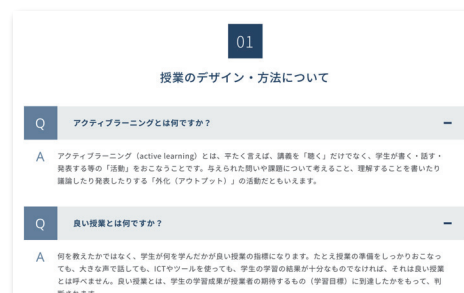 01
授業のデザイン・方法について
Q アクティブラーニングとは何ですか？
A アクティブラーニング（active learning）とは、平たく言えば、講義を「聴く」だけでなく、学生が書く・話す・
発表する等の「活動」をおこなうことです。与えられた問いや課題について考えること、理解することを書いたり
議論したり発表したりする「外化（アウトプット）」の活動だともいえます。
Q 良い授業とは何ですか？
A 何を教えたかではなく、学生が何を学んだかが良い授業の指標になります。たとえ授業の準備をしっかりおこなっ
ても、大きな声で話しても、ICTやツールを使っても、学生の学習の結果が十分なものでなければ、それは良い授業
とは呼べません。良い授業とは、学生の学習成果が授業者の期待するもの（学習目標）に到達したかをもって、判
断されます。